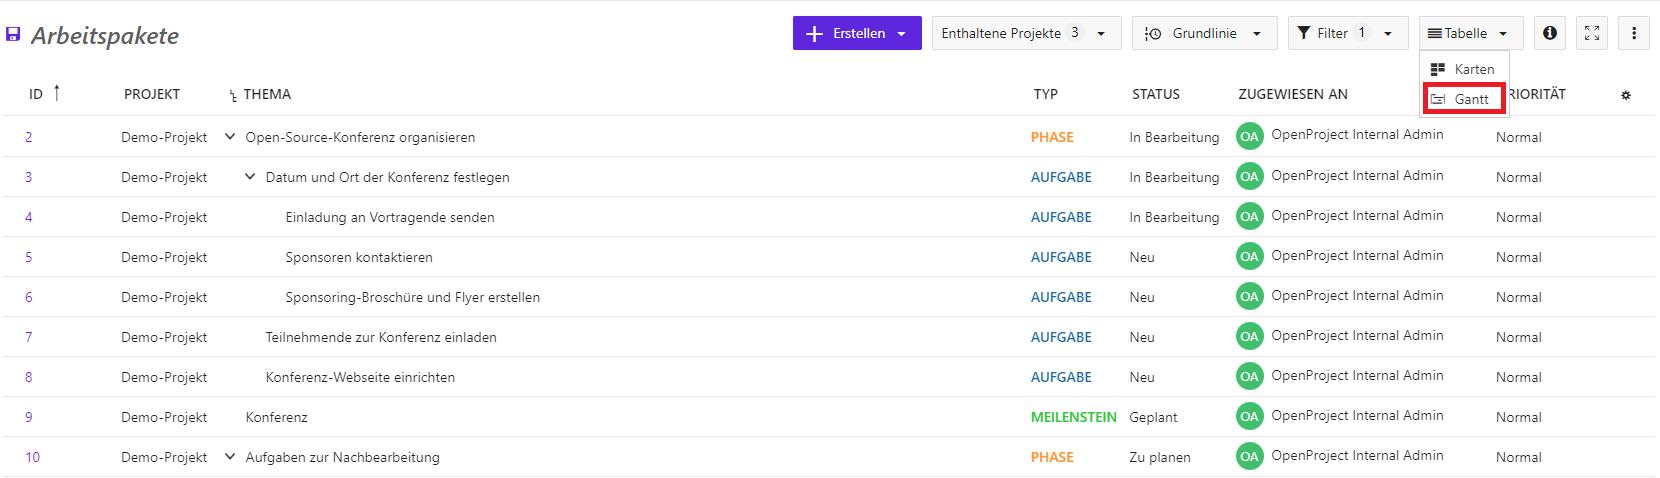 Arbeitspakete
Erstellen Enthaltene Projekte 3 Grundlinie Filter 1 Tabelle
Karten
Gantt
ID PROJEKT THEMA TYP STATUS ZUGEWIESEN AN RIORITÄT
2 Demo-Projekt Open-Source-Konferenz organisieren PHASE In Bearbeitung OA OpenProject Internal Admin Normal
3 Demo-Projekt Datum und Ort der Konferenz festlegen AUFGABE In Bearbeitung OA OpenProject Internal Admin Normal
4 Demo-Projekt Einladung an Vortragende senden AUFGABE In Bearbeitung OA OpenProject Internal Admin Normal
5 Demo-Projekt Sponsoren kontaktieren AUFGABE Neu OA OpenProject Internal Admin Normal
6 Demo-Projekt Sponsoring-Broschüre und Flyer erstellen AUFGABE Neu OA OpenProject Internal Admin Normal
7 Demo-Projekt Teilnehmende zur Konferenz einladen AUFGABE Neu OA OpenProject Internal Admin Normal
8 Demo-Projekt Konferenz-Webseite einrichten AUFGABE Neu OA OpenProject Internal Admin Normal
9 Demo-Projekt Konferenz MEILENSTEIN Geplant OA OpenProject Internal Admin Normal
10 Demo-Projekt Aufgaben zur Nachbearbeitung PHASE Zu planen OA OpenProject Internal Admin Normal